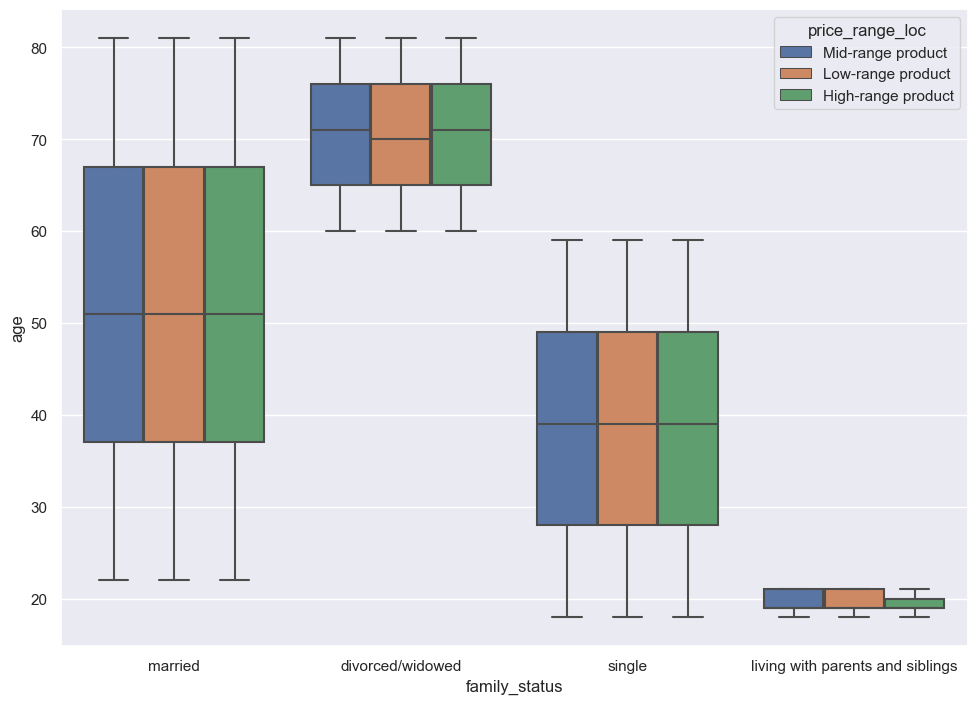 price_range_loc
Mid-range product
Low-range product
High-range product
80
70
60
50
40
30
20
age
married
divorced/widowed
single
living with parents and siblings
family_status